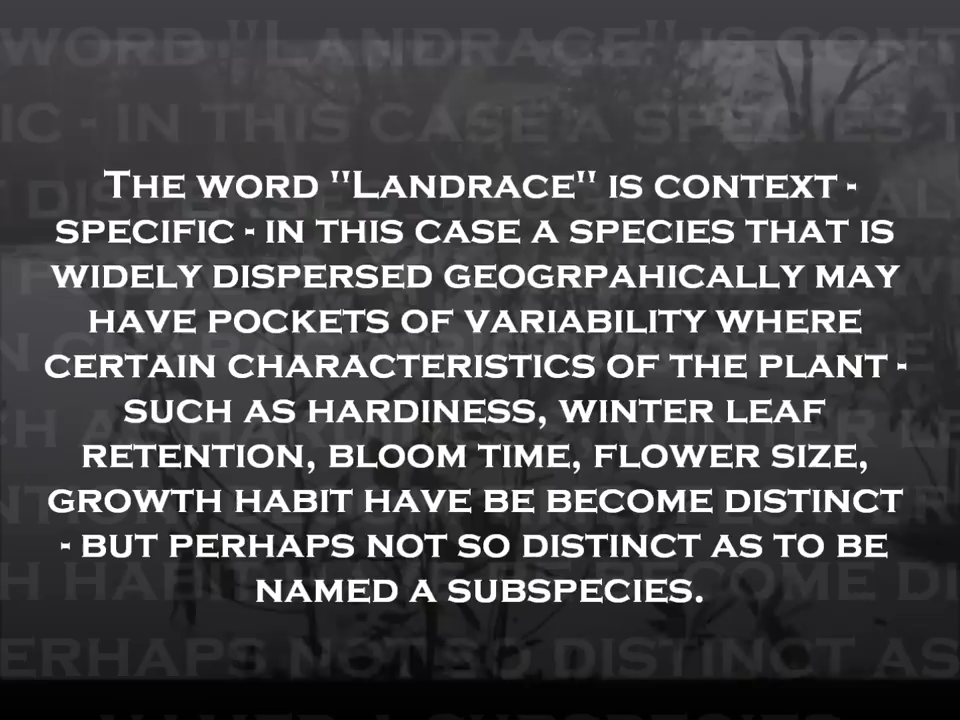 The word "Landrace" is context -
specific - in this case a species that is
widely dispersed geogrpahically may
have pockets of variability where
certain characteristics of the plant -
such as hardiness, winter leaf
retention, bloom time, flower size,
growth habit have be become distinct
- but perhaps not so distinct as to be
named a subspecies.